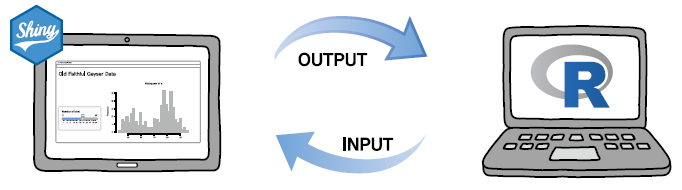 Shiny
Old Faithful Geyser Data
OUTPUT
INPUT
R